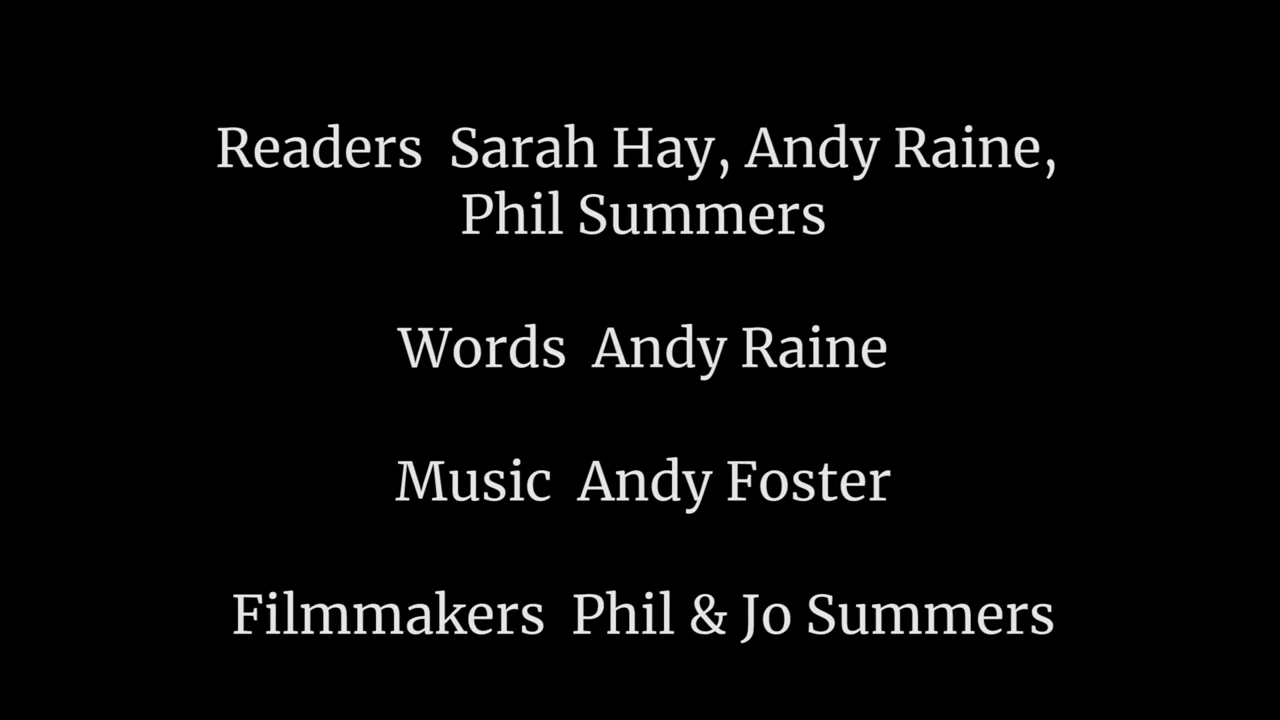 Readers  Sarah Hay, Andy Raine,
Phil Summers
Words  Andy Raine
Music  Andy Foster
Filmmakers  Phil & Jo Summers